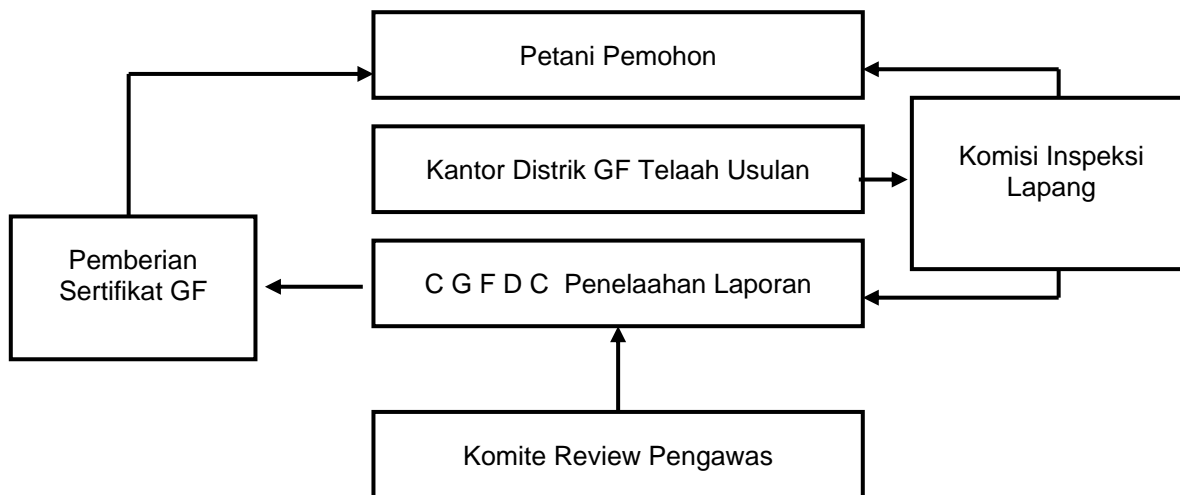 Petani Pemohon
Kantor Distrik GF Telaah Usulan
Komisi Inspeksi
Lapang
Pemberian
Sertifikat GF
C G F D C  Penelaahan Laporan
Komite Review Pengawas